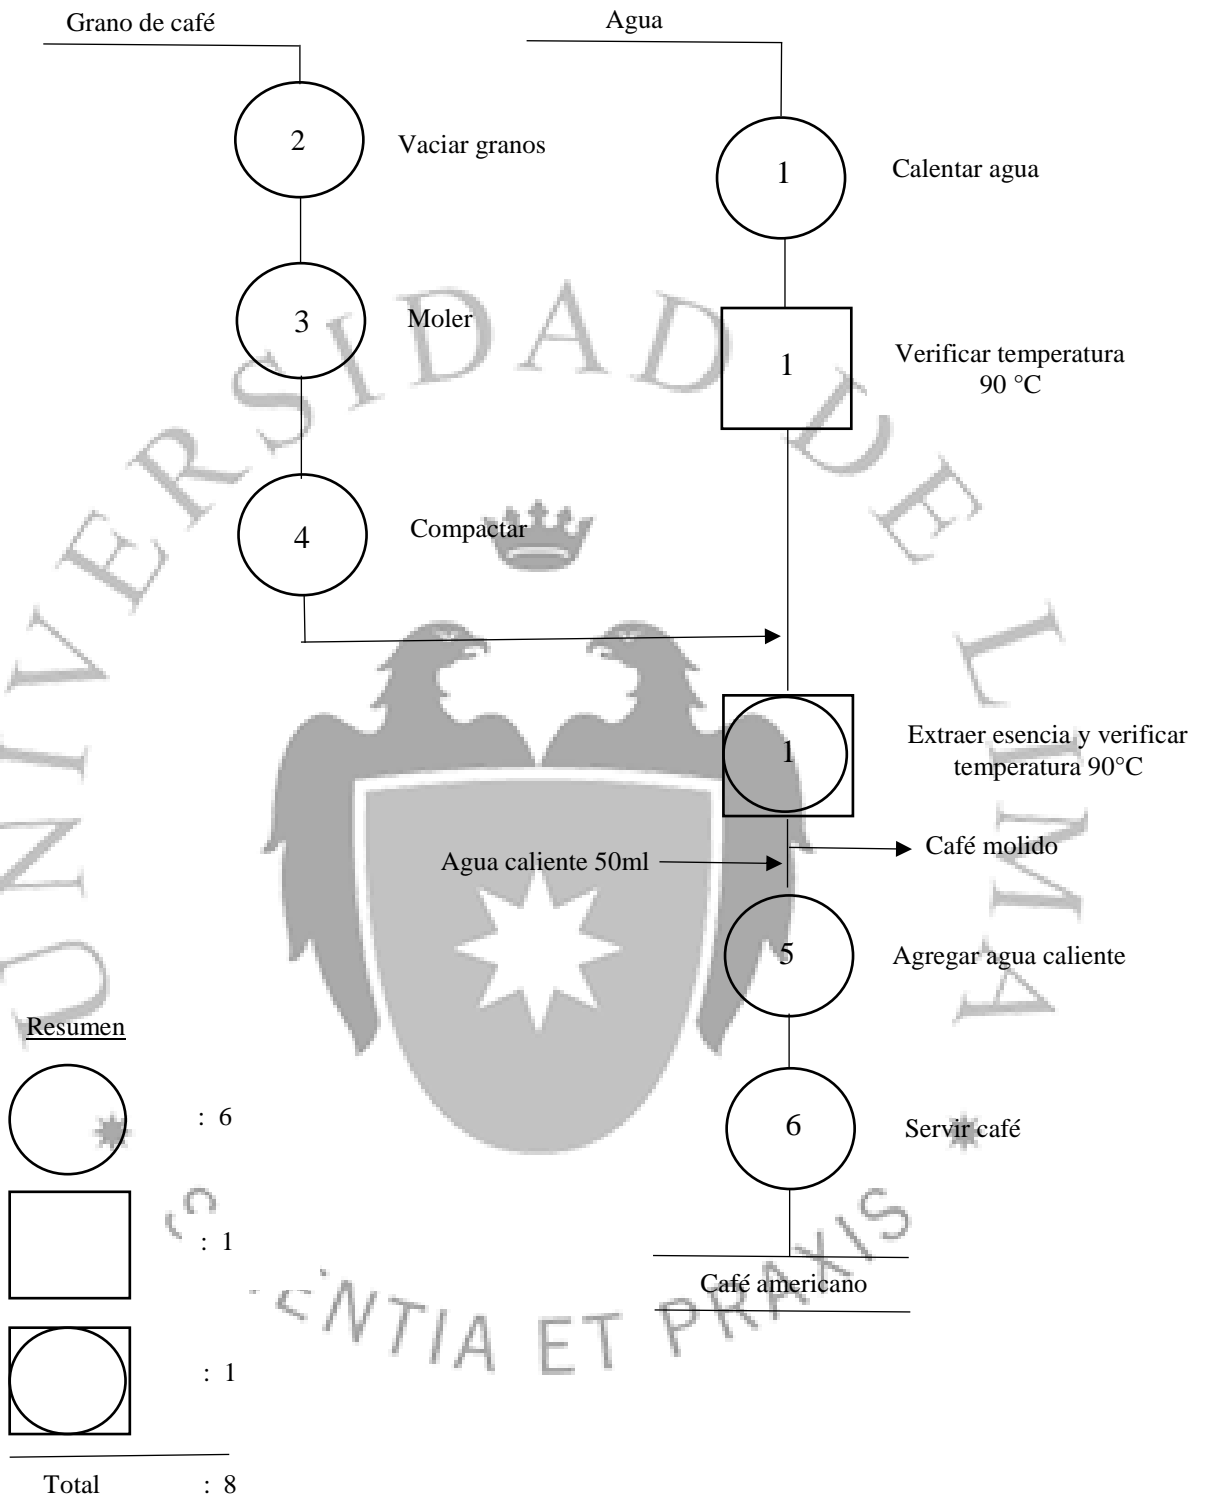 Grano de café
Agua
2
Vaciar granos
1
Calentar agua
3
Moler
1
Verificar temperatura
90 °C
4
Compactar
1
Extraer esencia y verificar
temperatura 90°C
Café molido
Agua caliente 50ml
5
Agregar agua caliente
Resumen
: 6
6
Servir café
: 1
Café americano
: 1
Total : 8
UNIVERSIDAD DE LIMA
ENTIA ET PRAXIS